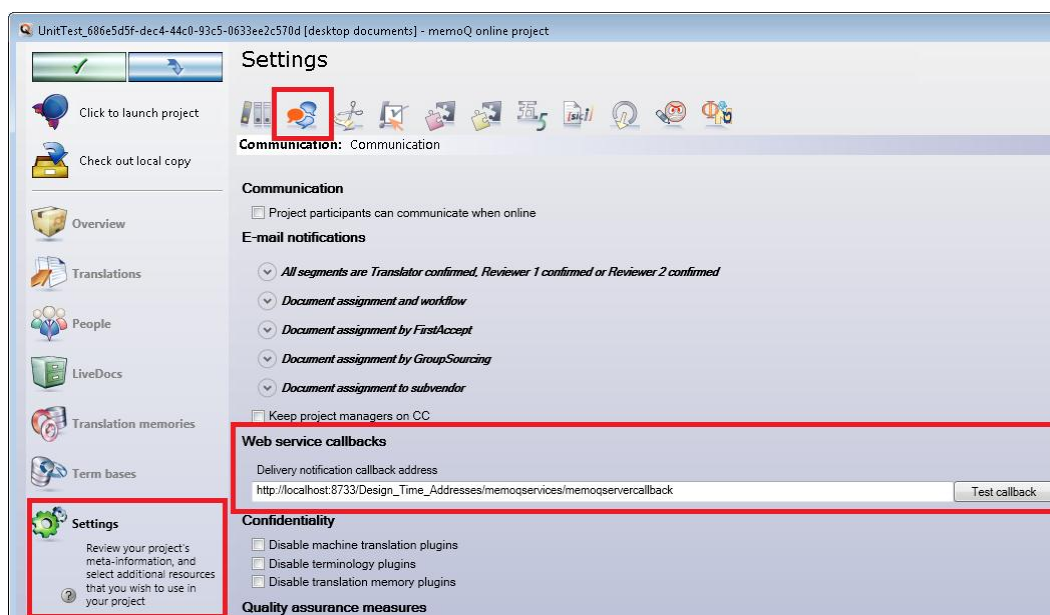 UnitTest_686e5d5f-dec4-44c0-93c5-0633ee2c570d [desktop documents] - memoQ online project
Settings
Click to launch project
Check out local copy
Communication: Communication
Overview
Translations
People
LiveDocs
Translation memories
Term bases
Settings
Review your project's
meta-information, and
select additional resources
that you wish to use in
your project
Communication
Project participants can communicate when online
E-mail notifications
All segments are Translator confirmed, Reviewer 1 confirmed or Reviewer 2 confirmed
Document assignment and workflow
Document assignment by FirstAccept
Document assignment by GroupSourcing
Document assignment to subvendor
Keep project managers on CC
Web service callbacks
Delivery notification callback address
http://localhost:8733/Design_Time_Addresses/memoqservices/memoqservercallback
Test callback
Confidentiality
Disable machine translation plugins
Disable terminology plugins
Disable translation memory plugins
Quality assurance measures